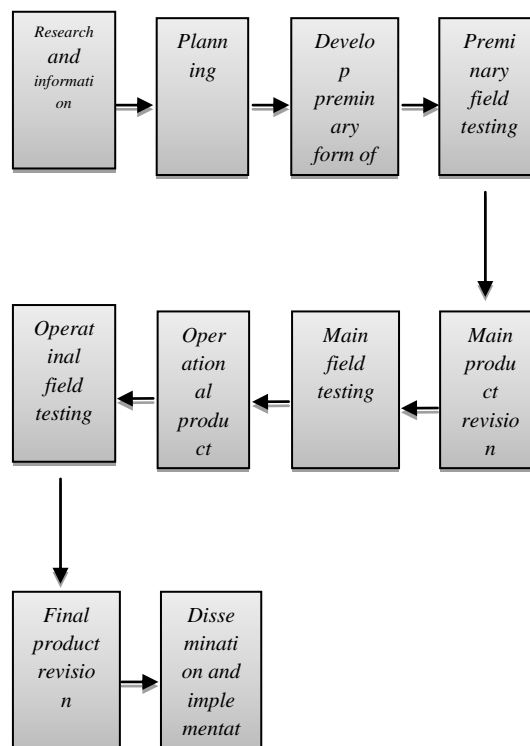 Research
and
informati
on
Plann
ing
Develo
p
premin
ary
form of
Premi
nary
field
testing
Operat
inal
field
testing
Oper
ation
al
produ
ct
Main
field
testing
Main
produ
ct
revisio
n
Final
product
revisio
n
Disse
minati
on and
imple
mentat